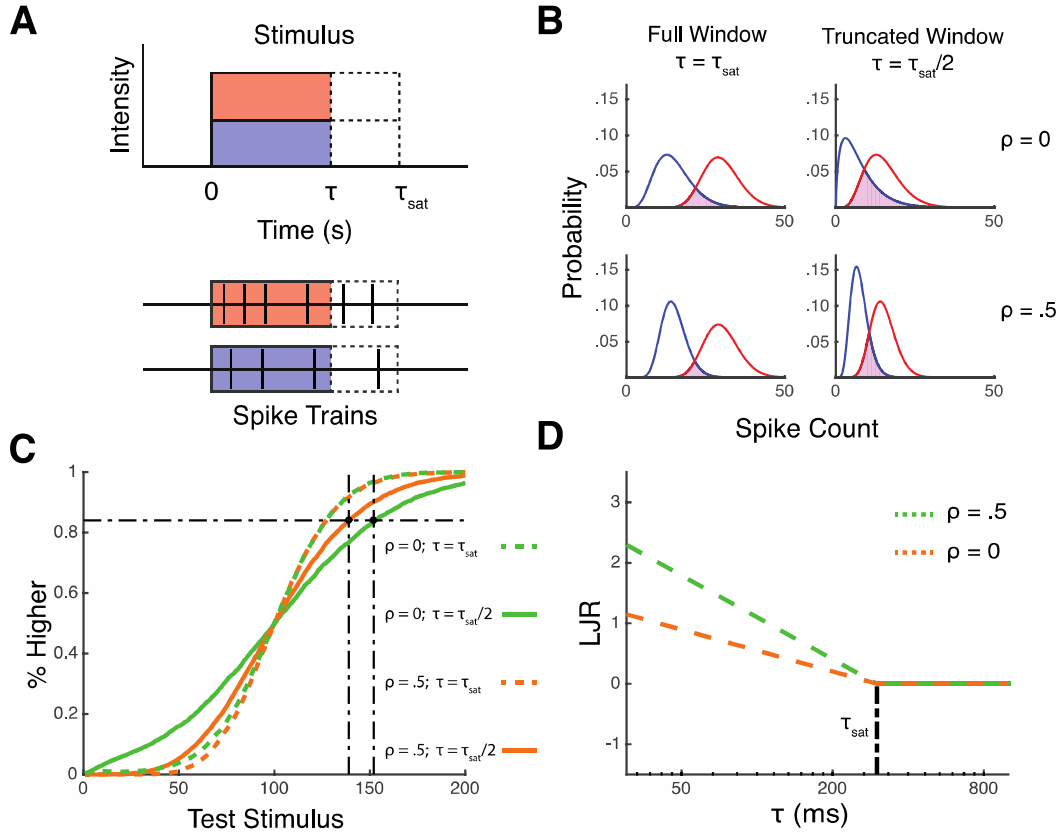 A
Stimulus
Intensity
0
τ
τsat
Time (s)
Spike Trains
B
Full Window
τ = τsat
Truncated Window
τ = τsat/2
Probability
.15
.10
.05
0
50
.15
.10
.05
0
50
ρ = 0
.15
.10
.05
0
50
.15
.10
.05
0
50
ρ = .5
Spike Count
C
% Higher
1
0.8
0.6
0.4
0.2
0
0
50
100
150
200
Test Stimulus
ρ = 0; τ = τsat
ρ = 0; τ = τsat/2
ρ = .5; τ = τsat
ρ = .5; τ = τsat/2
D
LJR
3
2
1
0
-1
ρ = .5
ρ = 0
τsat
50
200
800
τ (ms)